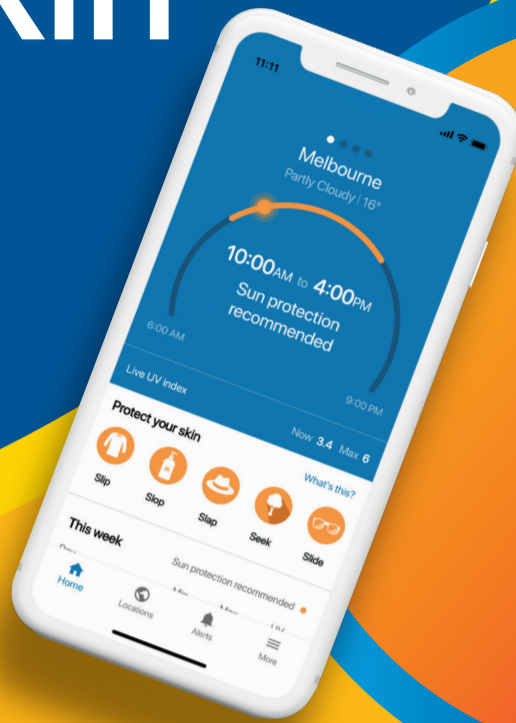 11:11
Melbourne
Partly Cloudy | 16°
10:00AM to 4:00PM
Sun protection
recommended
6:00 AM
9:00 PM
Live UV index
Now 3.4 Max 6
Protect your skin
What's this?
Slip
Slop
Slap
Seek
Slide
This week
Sun protection recommended
Home
Locations
Alerts
More